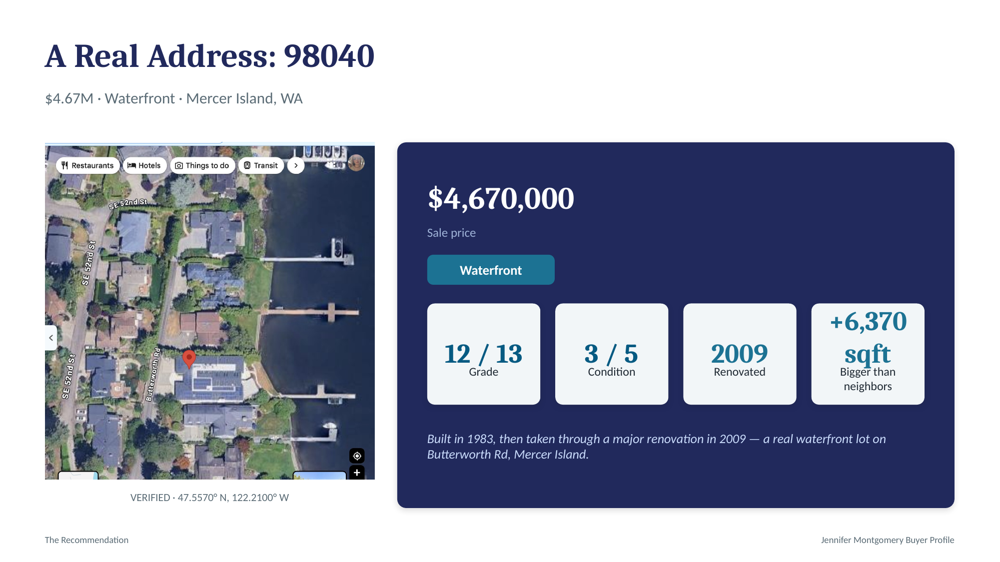 A Real Address: 98040
$4.67M · Waterfront · Mercer Island, WA
Restaurants
Hotels
Things to do
Transit
SE 52nd St
SE 52nd St
SE 52nd St
Butterworth Rd
VERIFIED · 47.5570° N, 122.2100° W
$4,670,000
Sale price
Waterfront
12 / 13
Grade
3 / 5
Condition
2009
Renovated
+6,370
sqft
Bigger than
neighbors
Built in 1983, then taken through a major renovation in 2009 — a real waterfront lot on
Butterworth Rd, Mercer Island.
The Recommendation
Jennifer Montgomery Buyer Profile